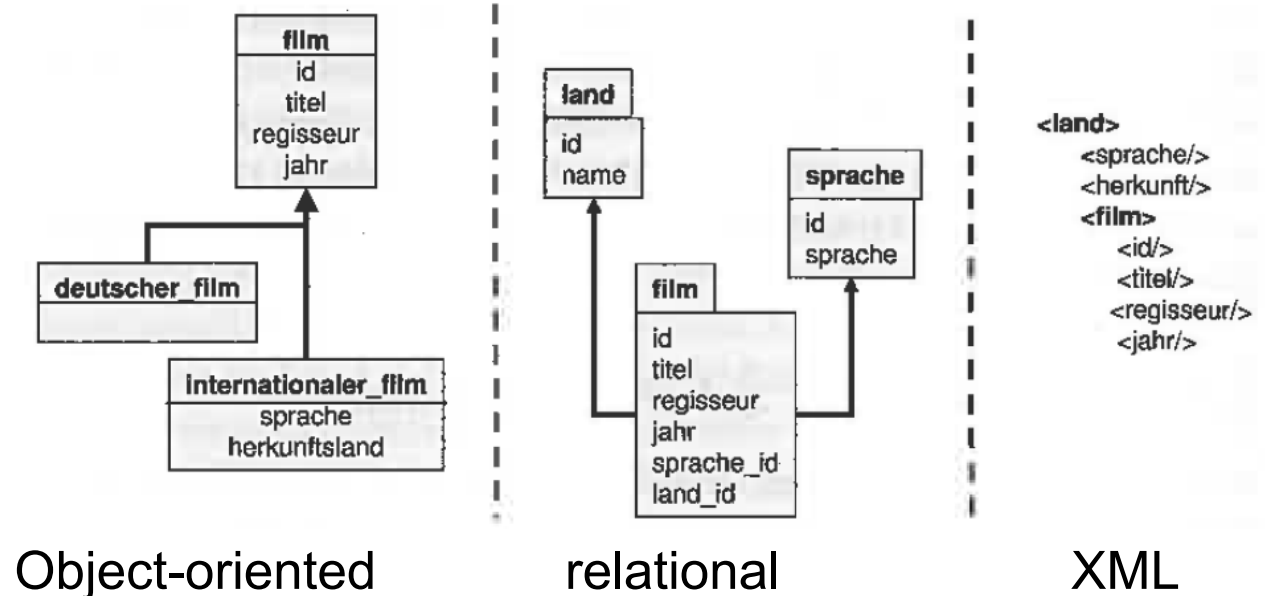 film
id
titel
regisseur
jahr
deutscher_film
internationaler_film
sprache
herkunftsland
Object-oriented
land
id
name
sprache
id
sprache
film
id
titel
regisseur
jahr
sprache_id
land_id
relational
<land>
<sprache/>
<herkunft/>
<film>
<id/>
<titel/>
<regisseur/>
<jahr/>
XML